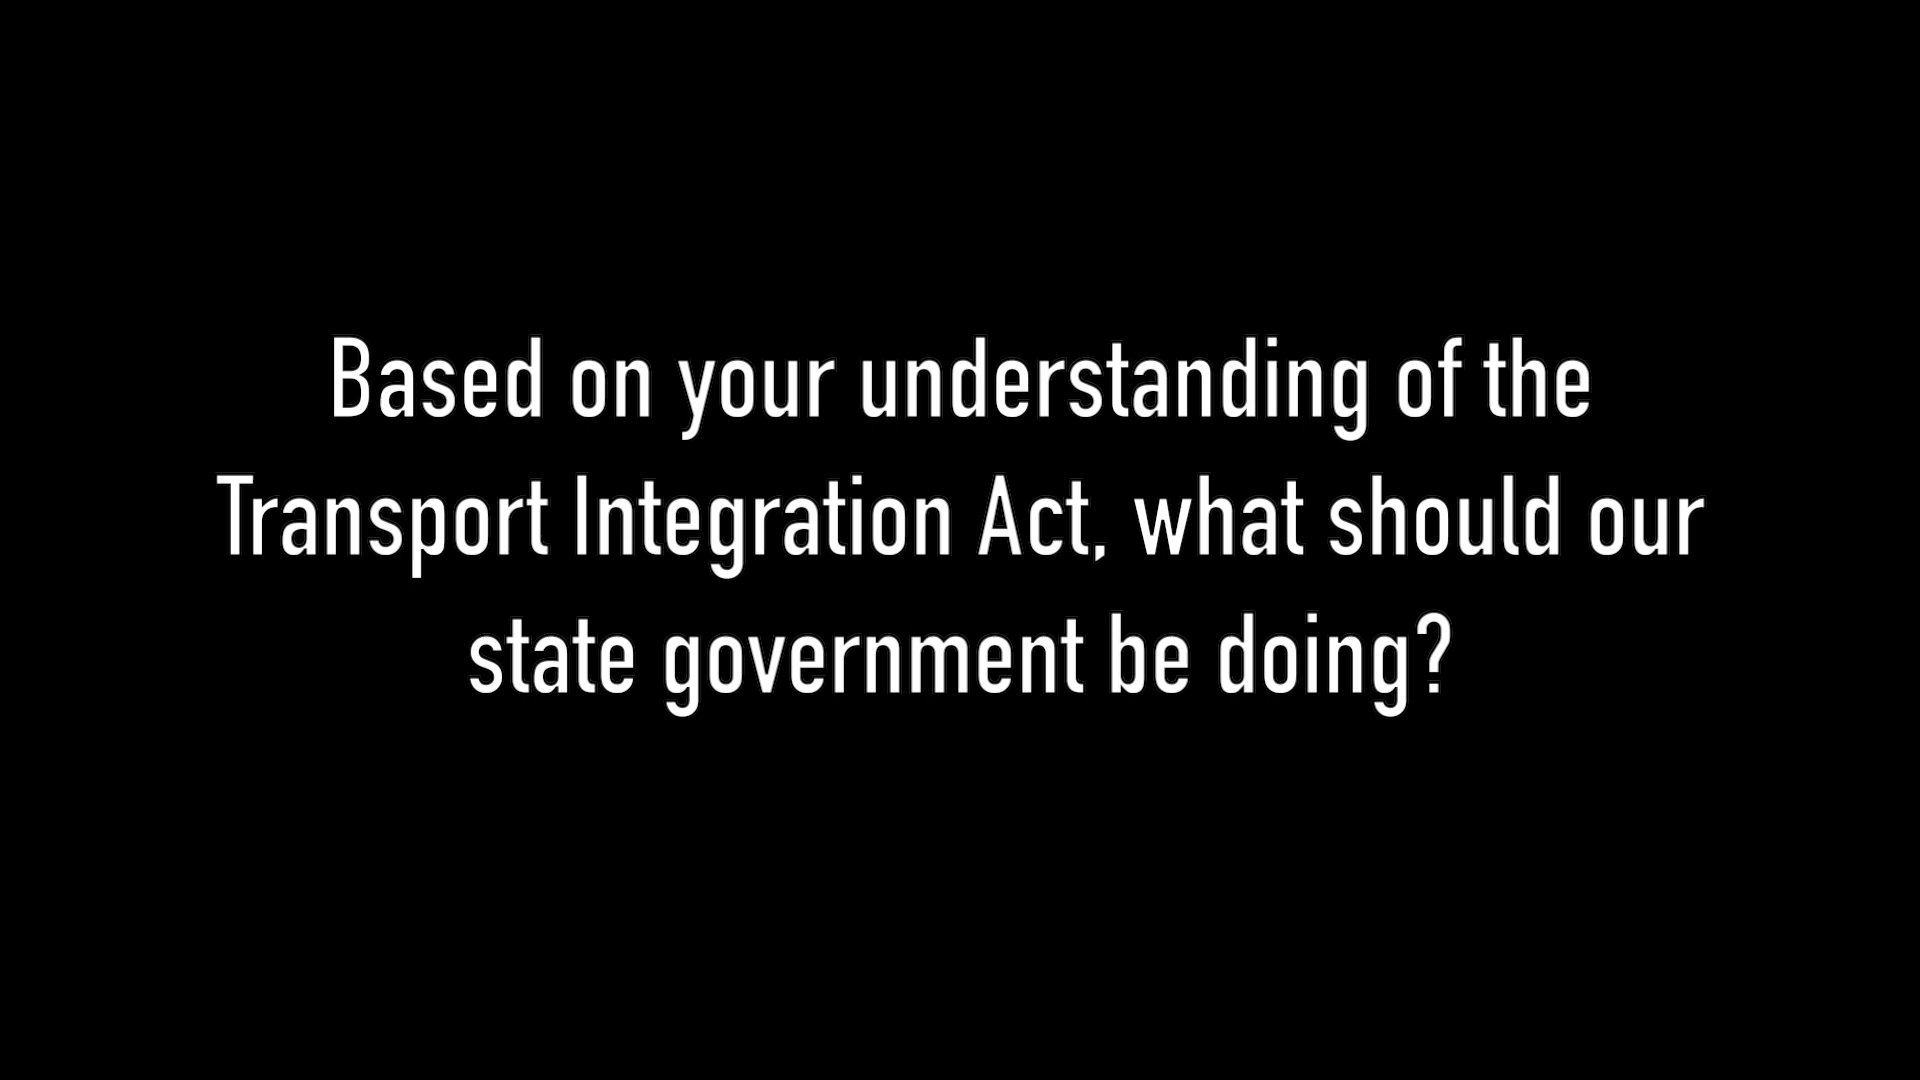 Based on your understanding of the
Transport Integration Act, what should our
state government be doing?